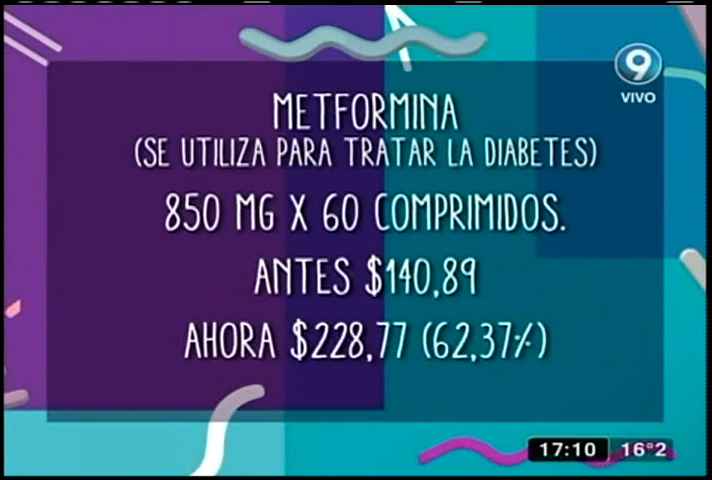 9
VIVO
METFORMINA
(SE UTILIZA PARA TRATAR LA DIABETES)
850 MG X 60 COMPRIMIDOS.
ANTES $140,89
AHORA $228,77 (62,37%)
17:10 16°2